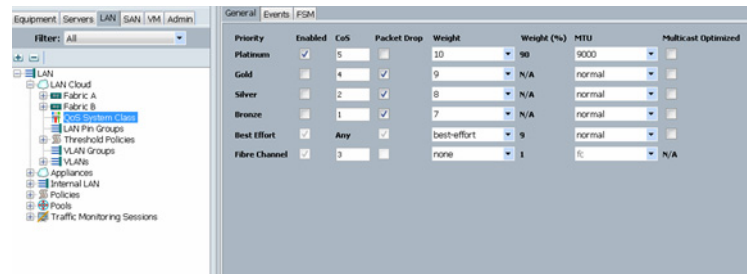 Equipment Servers LAN SAN VM Admin
Filter: All
LAN
LAN Cloud
Fabric A
Fabric B
QoS System Class
LAN Pin Groups
Threshold Policies
VLAN Groups
VLANs
Appliances
Internal LAN
Policies
Pools
Traffic Monitoring Sessions
General Events FSM
Priority Enabled CoS Packet Drop Weight Weight (%) MTU Multicast Optimized
Platinum 5 10 90 9000
Gold 4 9 N/A normal
Silver 2 8 N/A normal
Bronze 1 7 N/A normal
Best Effort Any best-effort 9 normal
Fibre Channel 3 none 1 fc N/A